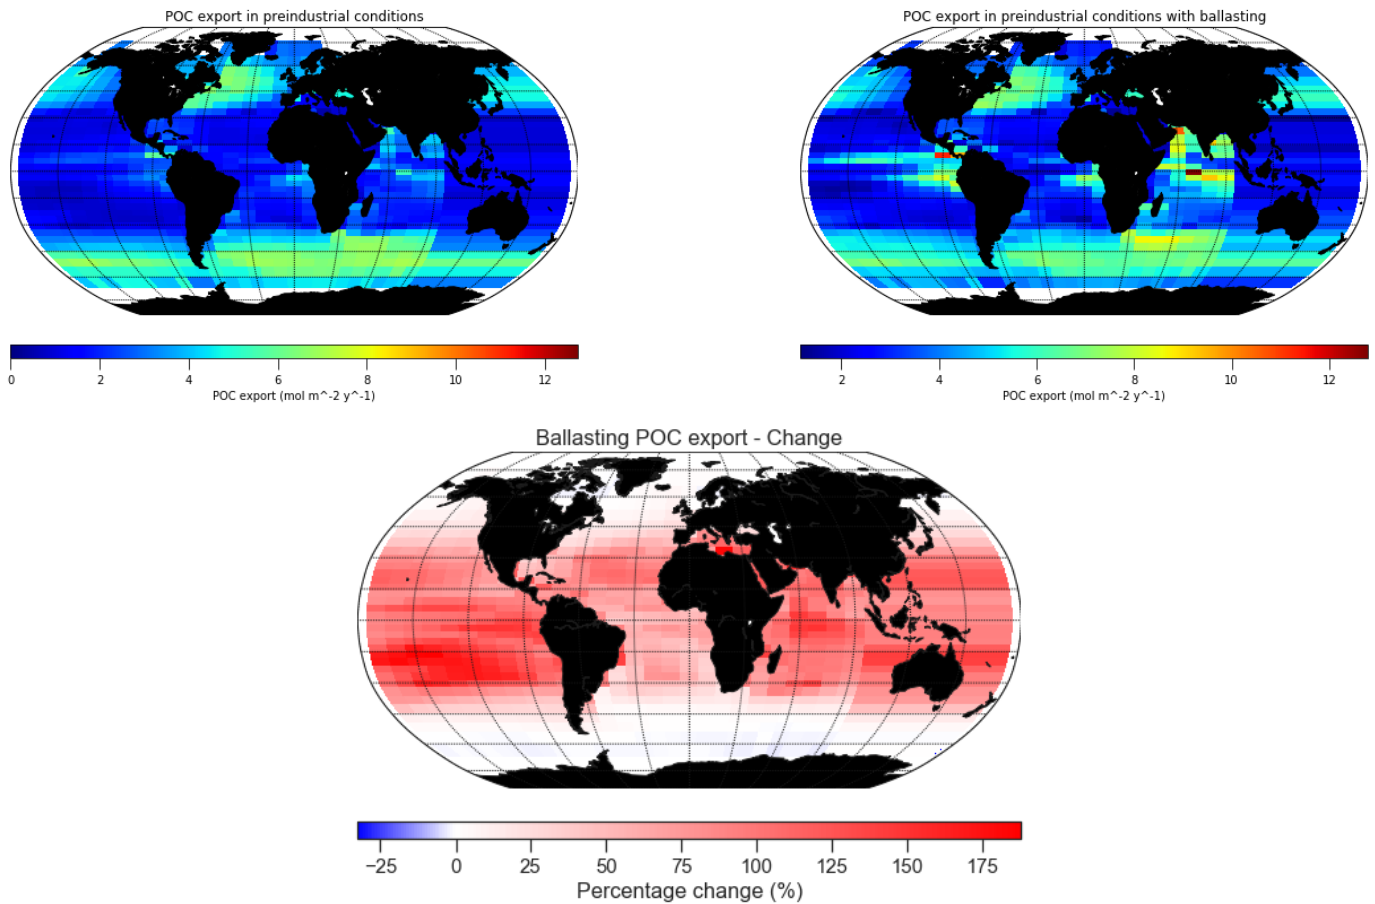 POC export in preindustrial conditions
0 2 4 6 8 10 12
POC export (mol m^-2 y^-1)
POC export in preindustrial conditions with ballasting
2 4 6 8 10 12
POC export (mol m^-2 y^-1)
Ballasting POC export - Change
−25 0 25 50 75 100 125 150 175
Percentage change (%)